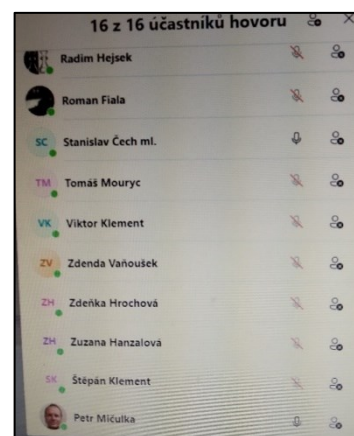 16 z 16 účastníků hovoru
Radim Hejsek
Roman Fiala
SC Stanislav Čech ml.
TM Tomáš Mouryc
VK Viktor Klement
ZV Zdenda Vaňoušek
ZH Zdeňka Hrochová
ZH Zuzana Hanzalová
SK Štěpán Klement
Petr Mičulka